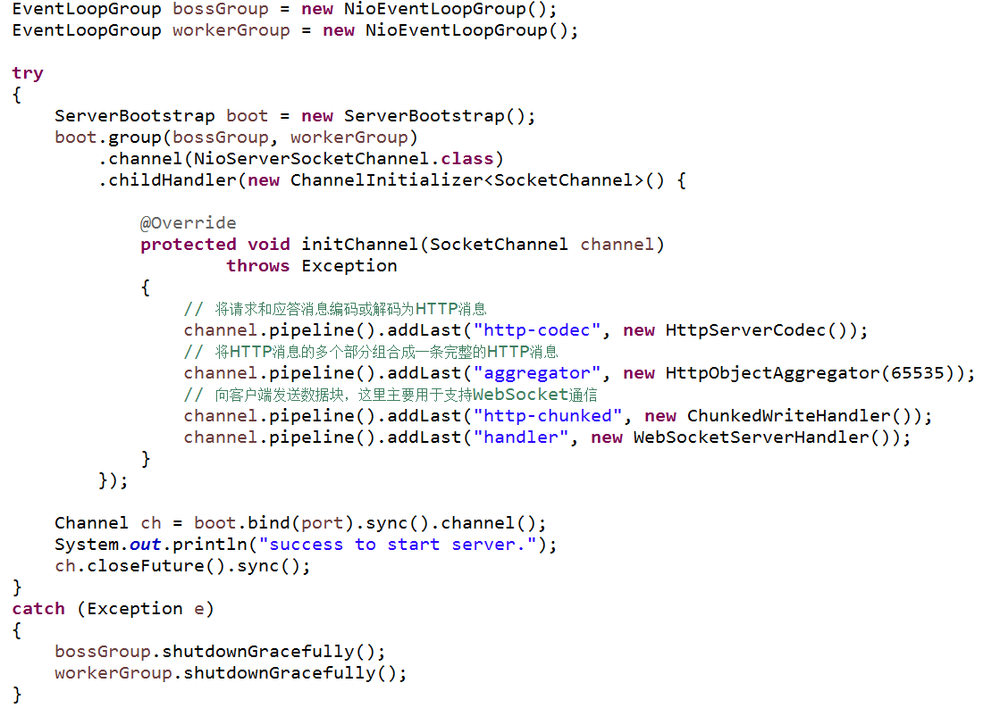 EventLoopGroup bossGroup = new NioEventLoopGroup();
EventLoopGroup workerGroup = new NioEventLoopGroup();
try
{
ServerBootstrap boot = new ServerBootstrap();
boot.group(bossGroup, workerGroup)
.channel(NioServerSocketChannel.class)
.childHandler(new ChannelInitializer<SocketChannel>() {
@Override
protected void initChannel(SocketChannel channel)
throws Exception
{
// 将请求和应答消息编码或解码为HTTP消息
channel.pipeline().addLast("http-codec", new HttpServerCodec());
// 将HTTP消息的多个部分组合成一条完整的HTTP消息
channel.pipeline().addLast("aggregator", new HttpObjectAggregator(65535));
// 向客户端发送数据块，这里主要用于支持WebSocket通信
channel.pipeline().addLast("http-chunked", new ChunkedWriteHandler());
channel.pipeline().addLast("handler", new WebSocketServerHandler());
}
});
Channel ch = boot.bind(port).sync().channel();
System.out.println("success to start server.");
ch.closeFuture().sync();
}
catch (Exception e)
{
bossGroup.shutdownGracefully();
workerGroup.shutdownGracefully();
}